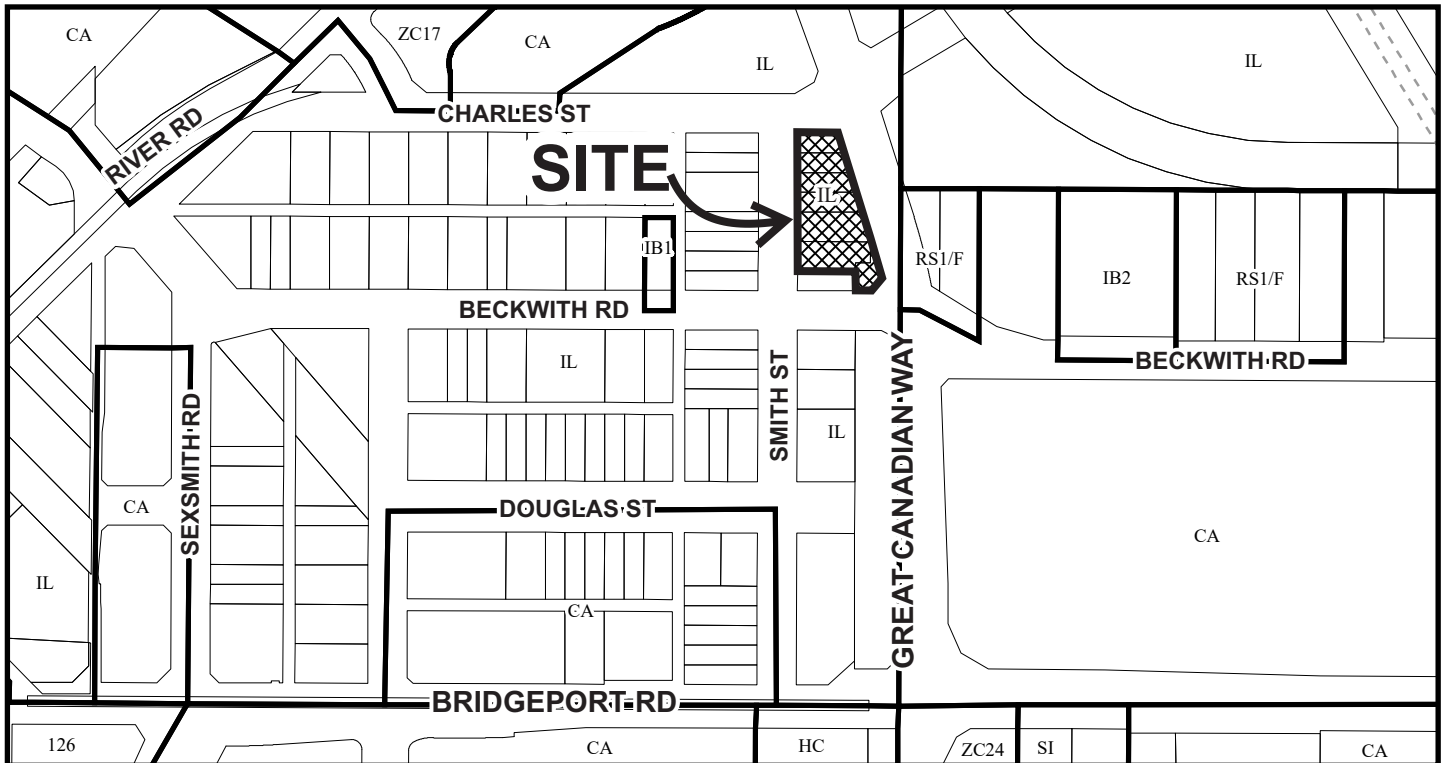 CA
ZC17
CA
IL
IL
RIVER RD
CHARLES ST
SITE
IL
IB1
RS1/F
IB2
RS1/F
BECKWITH RD
BECKWITH RD
IL
SMITH ST
IL
GREAT CANADIAN WAY
SEXSMITH RD
CA
DOUGLAS ST
CA
IL
CA
BRIDGEPORT RD
126
CA
HC
ZC24
SI
CA